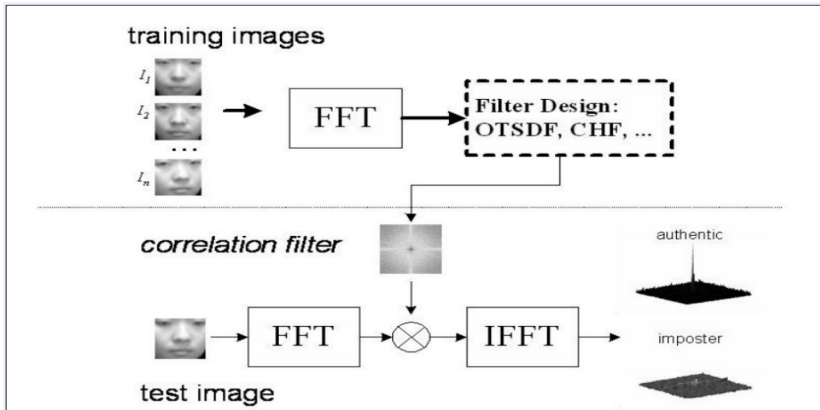 training images
I1
I2
...
In
FFT
Filter Design:
OTSDF, CHF, ...
correlation filter
authentic
FFT
IFFT
imposter
test image